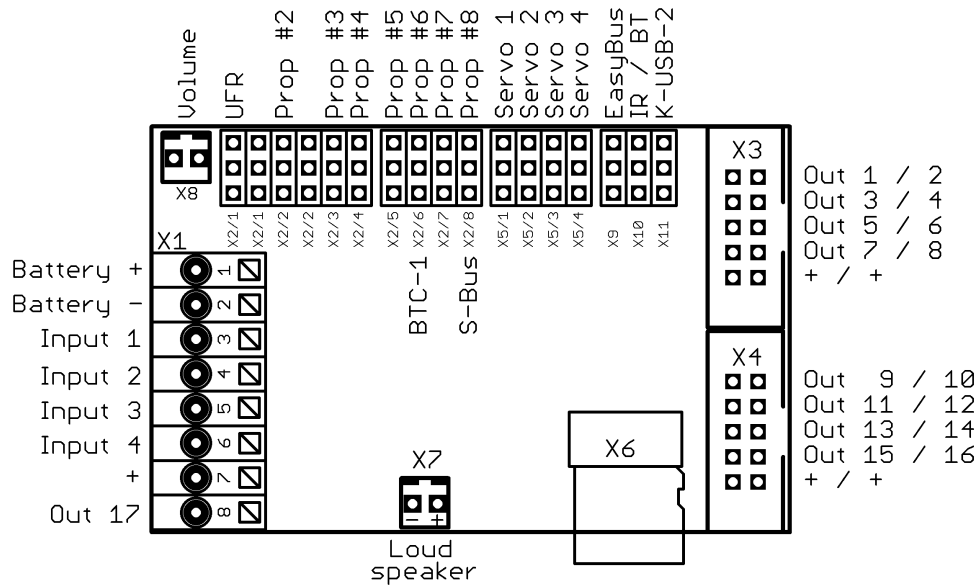 Volume
UFR
Prop #2
Prop #3
Prop #4
Prop #5
Prop #6
Prop #7
Prop #8
Servo 1
Servo 2
Servo 3
Servo 4
EasyBus
IR / BT
K-USB-2
X8
X2/1
X2/1
X2/2
X2/2
X2/3
X2/4
X2/5
X2/6
X2/7
X2/8
X5/1
X5/2
X5/3
X5/4
X9
X10
X11
BTC-1
S-Bus
X1
Battery + 1
Battery - 2
Input 1 3
Input 2 4
Input 3 5
Input 4 6
+ 7
Out 17 8
X3
Out 1 / 2
Out 3 / 4
Out 5 / 6
Out 7 / 8
+ / +
X4
Out 9 / 10
Out 11 / 12
Out 13 / 14
Out 15 / 16
+ / +
X6
X7
- +
Loud
speaker